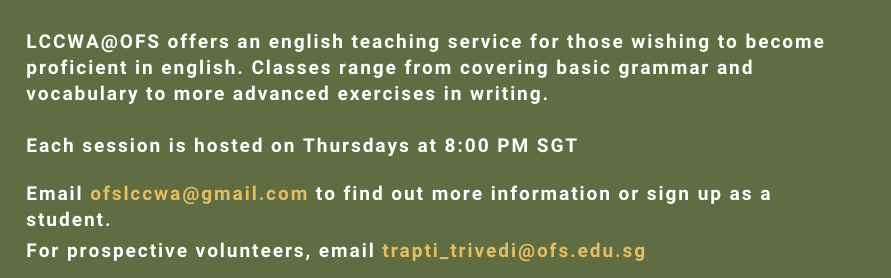 LCCWA@OFS offers an english teaching service for those wishing to become
proficient in english. Classes range from covering basic grammar and
vocabulary to more advanced exercises in writing.
Each session is hosted on Thursdays at 8:00 PM SGT
Email ofslccwa@gmail.com to find out more information or sign up as a
student.
For prospective volunteers, email trapti_trivedi@ofs.edu.sg